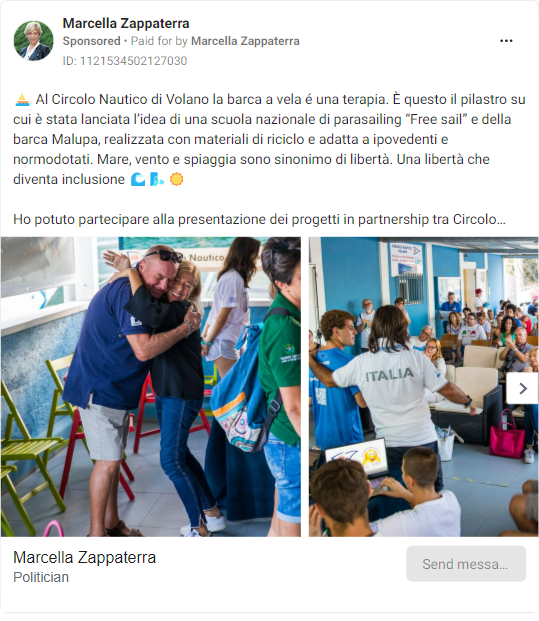 Marcella Zappaterra
Sponsored • Paid for by Marcella Zappaterra
ID: 1121534502127030
Al Circolo Nautico di Volano la barca a vela é una terapia. È questo il pilastro su
cui è stata lanciata l'idea di una scuola nazionale di parasailing “Free sail” e della
barca Malupa, realizzata con materiali di riciclo e adatta a ipovedenti e
normodotati. Mare, vento e spiaggia sono sinonimo di libertà. Una libertà che
diventa inclusione
Ho potuto partecipare alla presentazione dei progetti in partnership tra Circolo...
Nautico
ITALIA
Marcella Zappaterra
Politician
Send messa...